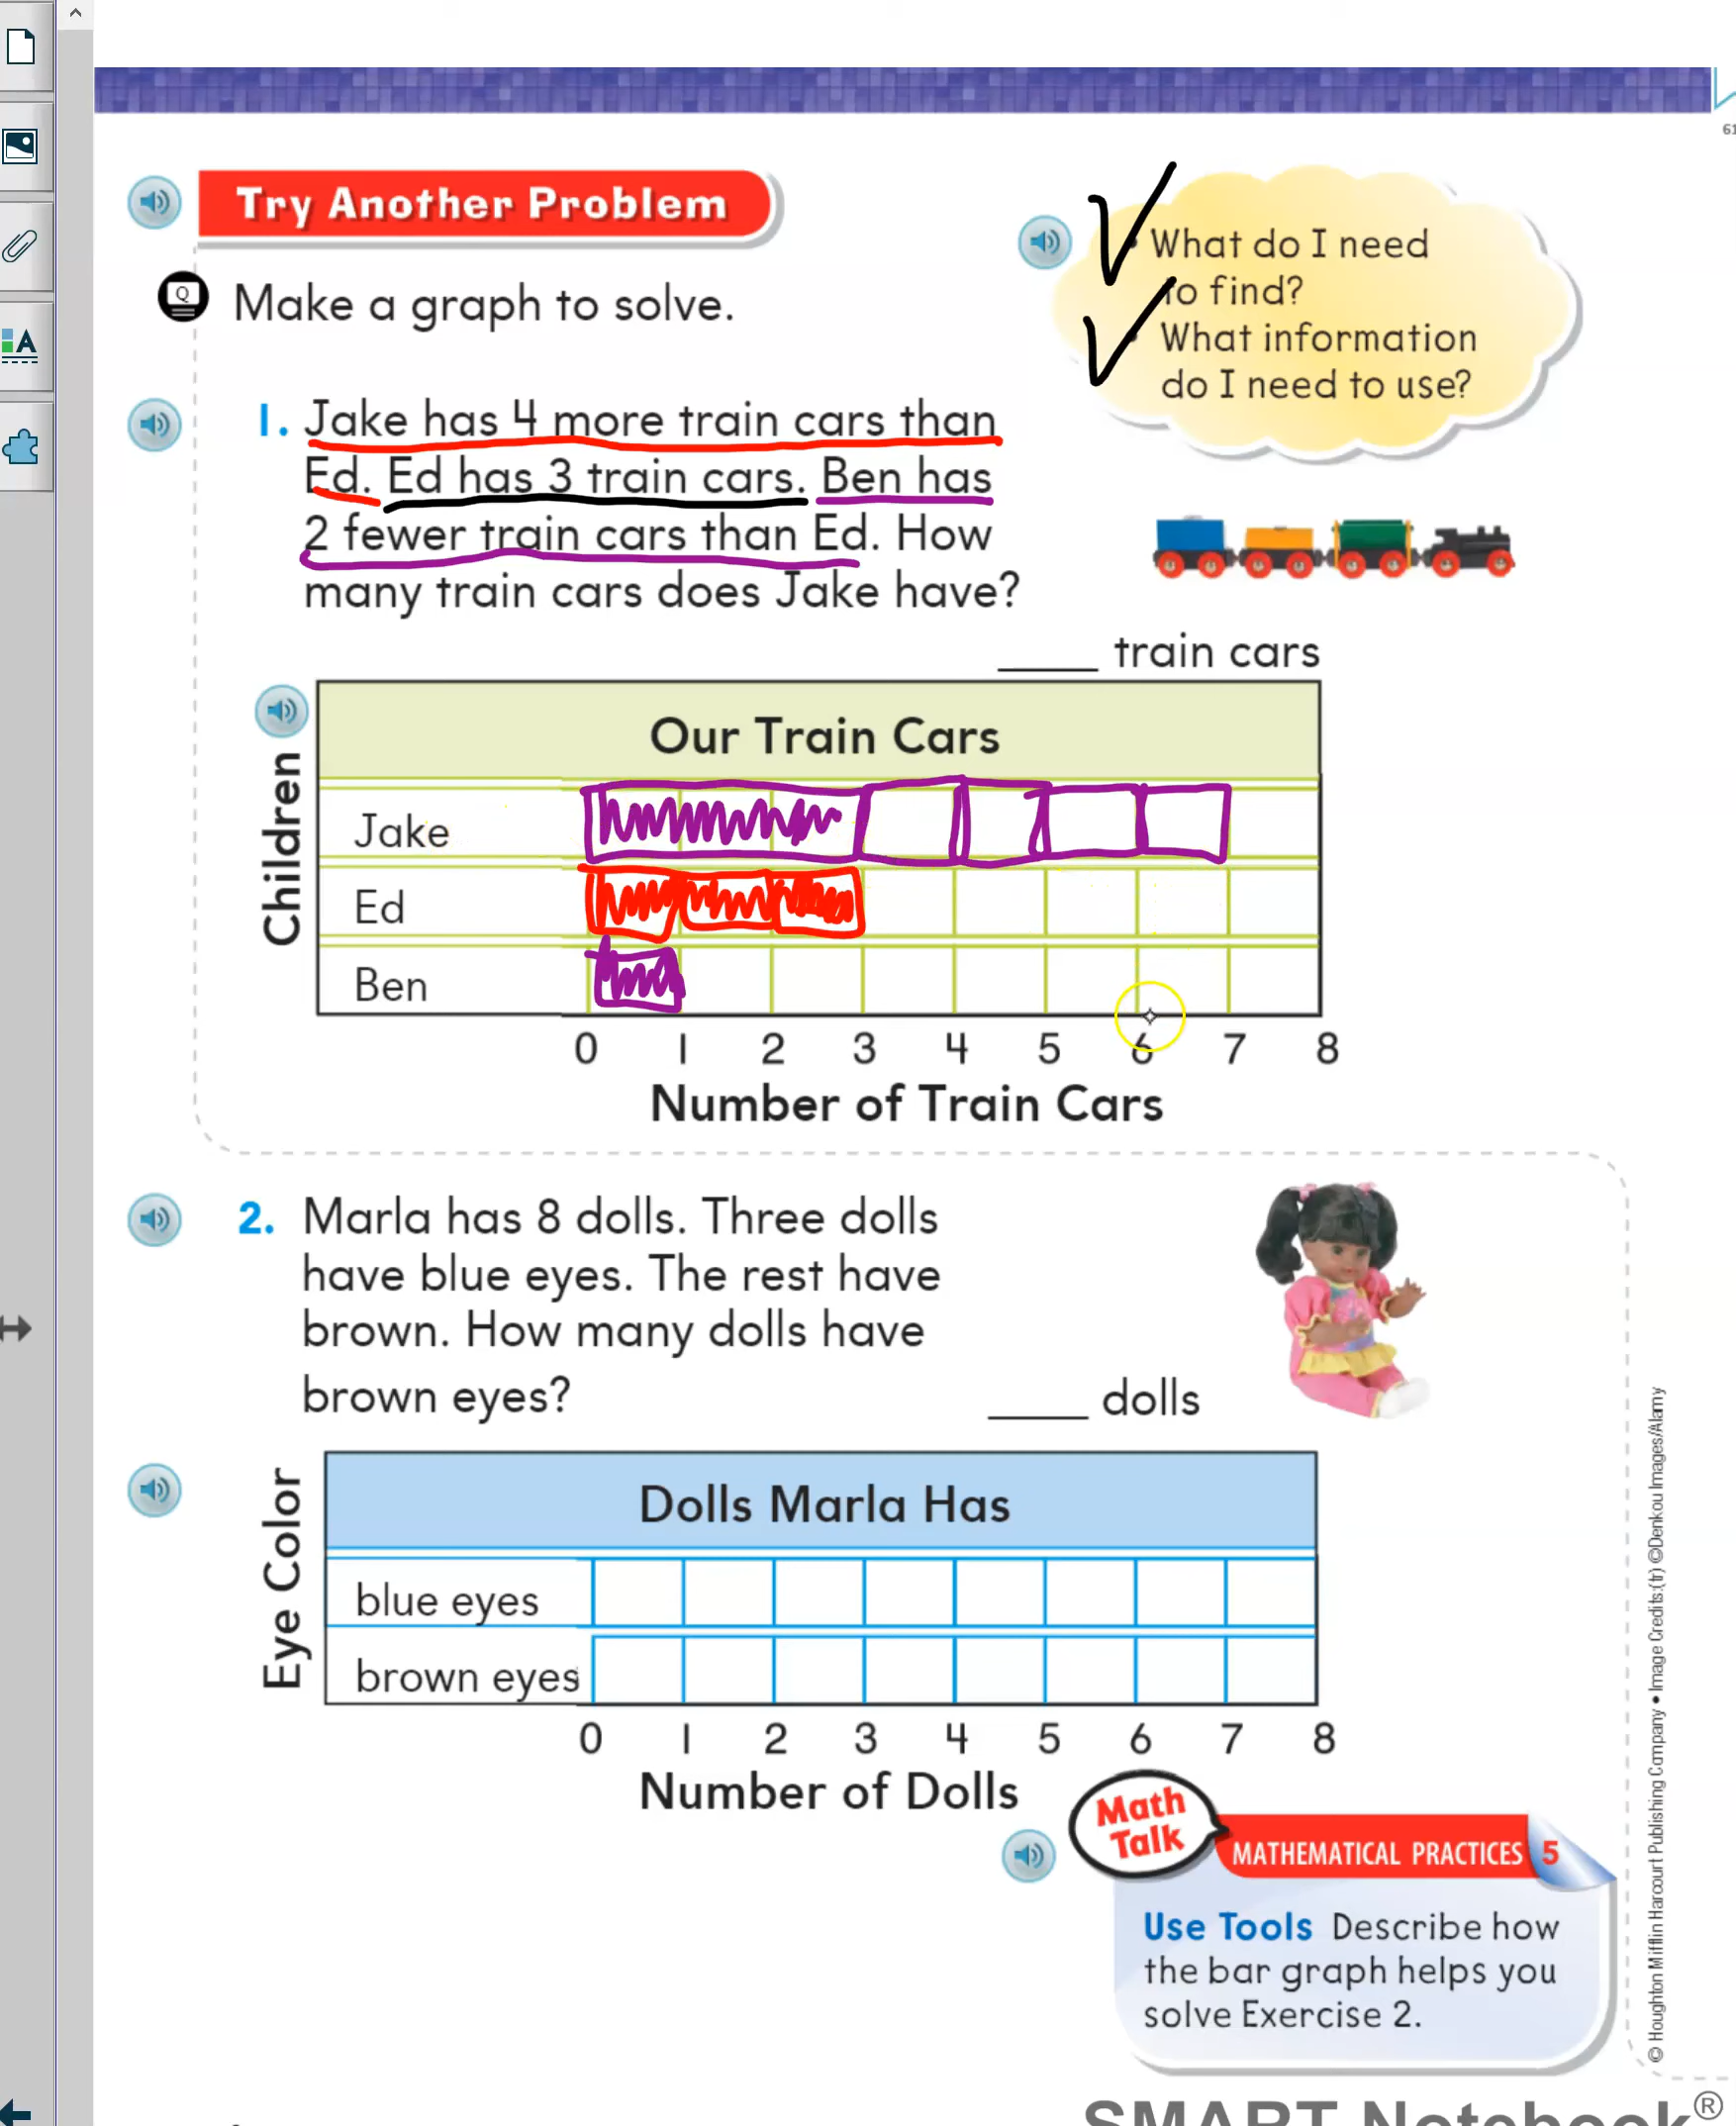 Try Another Problem
Make a graph to solve.
What do I need
to find?
What information
do I need to use?
1. Jake has 4 more train cars than
Ed. Ed has 3 train cars. Ben has
2 fewer train cars than Ed. How
many train cars does Jake have?
____ train cars
Our Train Cars
Children
Jake
Ed
Ben
0 1 2 3 4 5 6 7 8
Number of Train Cars
2. Marla has 8 dolls. Three dolls
have blue eyes. The rest have
brown. How many dolls have
brown eyes?
____ dolls
Dolls Marla Has
Eye Color
blue eyes
brown eyes
0 1 2 3 4 5 6 7 8
Number of Dolls
Math
Talk
MATHEMATICAL PRACTICES 5
Use Tools Describe how
the bar graph helps you
solve Exercise 2.
© Houghton Mifflin Harcourt Publishing Company • Image Credits:(tr) ©Denkou Images/Alamy
SMART Notebook®